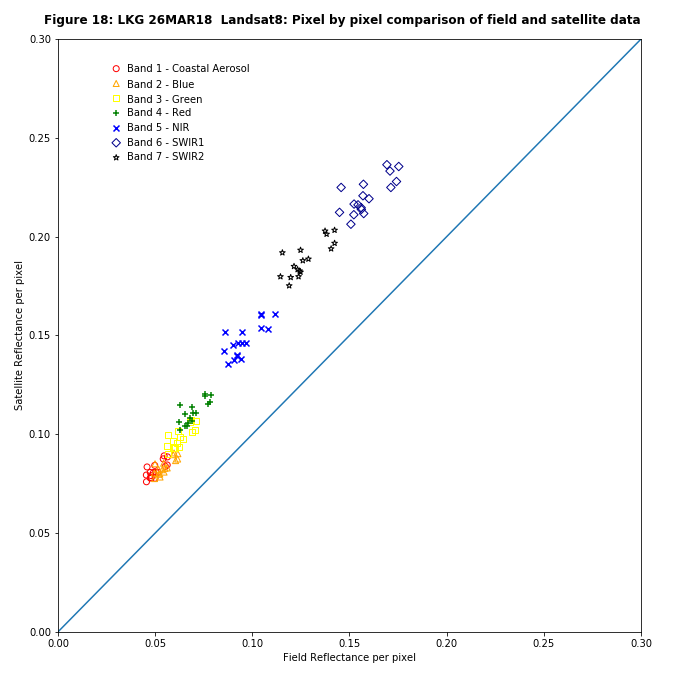 Figure 18: LKG 26MAR18  Landsat8: Pixel by pixel comparison of field and satellite data
0.30
Band 1 - Coastal Aerosol
Band 2 - Blue
Band 3 - Green
Band 4 - Red
Band 5 - NIR
Band 6 - SWIR1
Band 7 - SWIR2
0.25
0.20
0.15
0.10
0.05
0.00
Satellite Reflectance per pixel
0.00 0.05 0.10 0.15 0.20 0.25 0.30
Field Reflectance per pixel